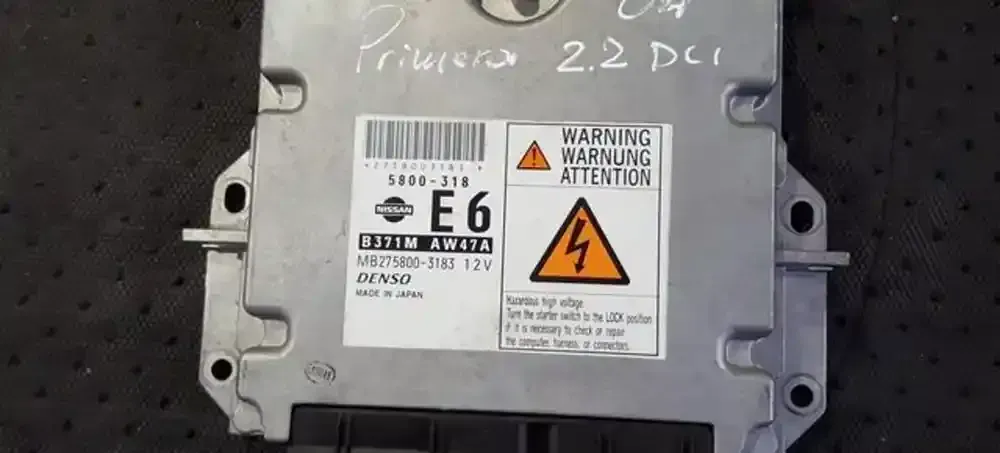 Primera 2.2 DCI
5800-318
NISSAN
E6
B371M AW47A
MB275800-3183 12V
DENSO
MADE IN JAPAN
WARNING
WARNUNG
ATTENTION
Hazardous high voltage.
Turn the starter switch to the LOCK position
if it is necessary to check or repair
the computer, harness, or connectors.